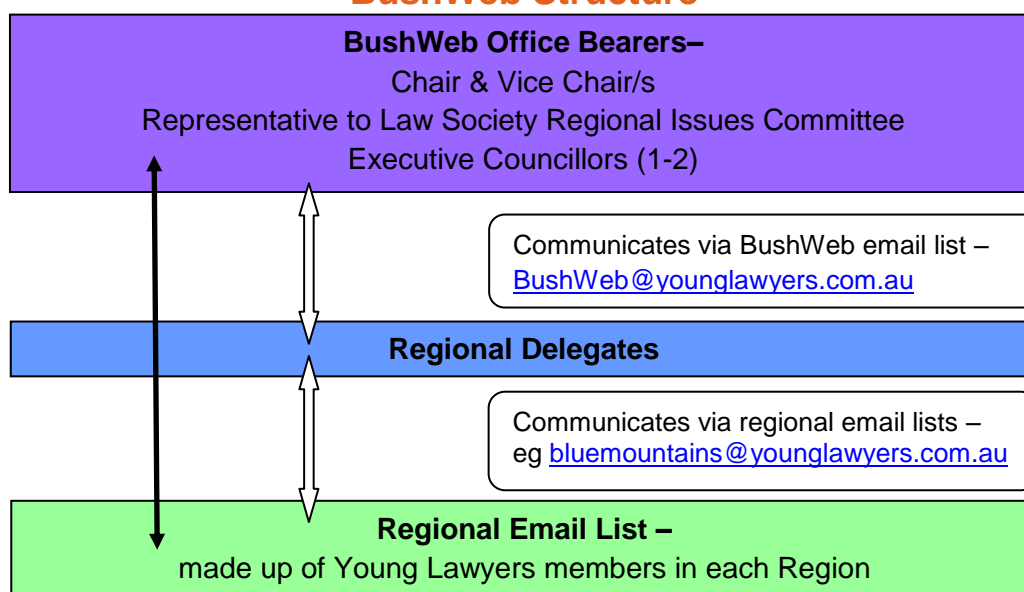 BushWeb Structure
BushWeb Office Bearers–
Chair & Vice Chair/s
Representative to Law Society Regional Issues Committee
Executive Councillors (1-2)
Communicates via BushWeb email list –
BushWeb@younglawyers.com.au
Regional Delegates
Communicates via regional email lists –
eg bluemountains@younglawyers.com.au
Regional Email List –
made up of Young Lawyers members in each Region